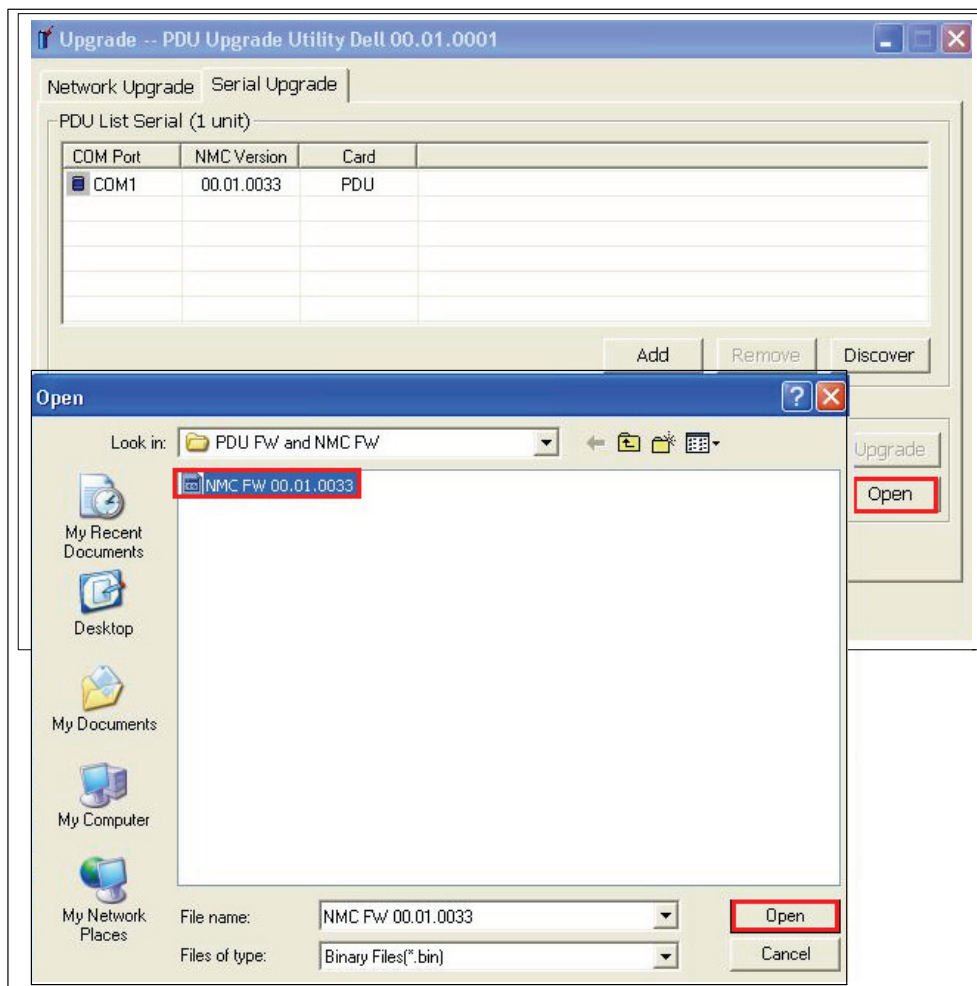 Upgrade -- PDU Upgrade Utility Dell 00.01.0001
Network Upgrade Serial Upgrade
PDU List Serial (1 unit)
COM Port NMC Version Card
COM1 00.01.0033 PDU
Add Remove Discover
Upgrade
Open
Open
Look in: PDU FW and NMC FW
NMC FW 00.01.0033
My Recent
Documents
Desktop
My Documents
My Computer
My Network
Places
File name: NMC FW 00.01.0033 Open
Files of type: Binary Files(*.bin) Cancel